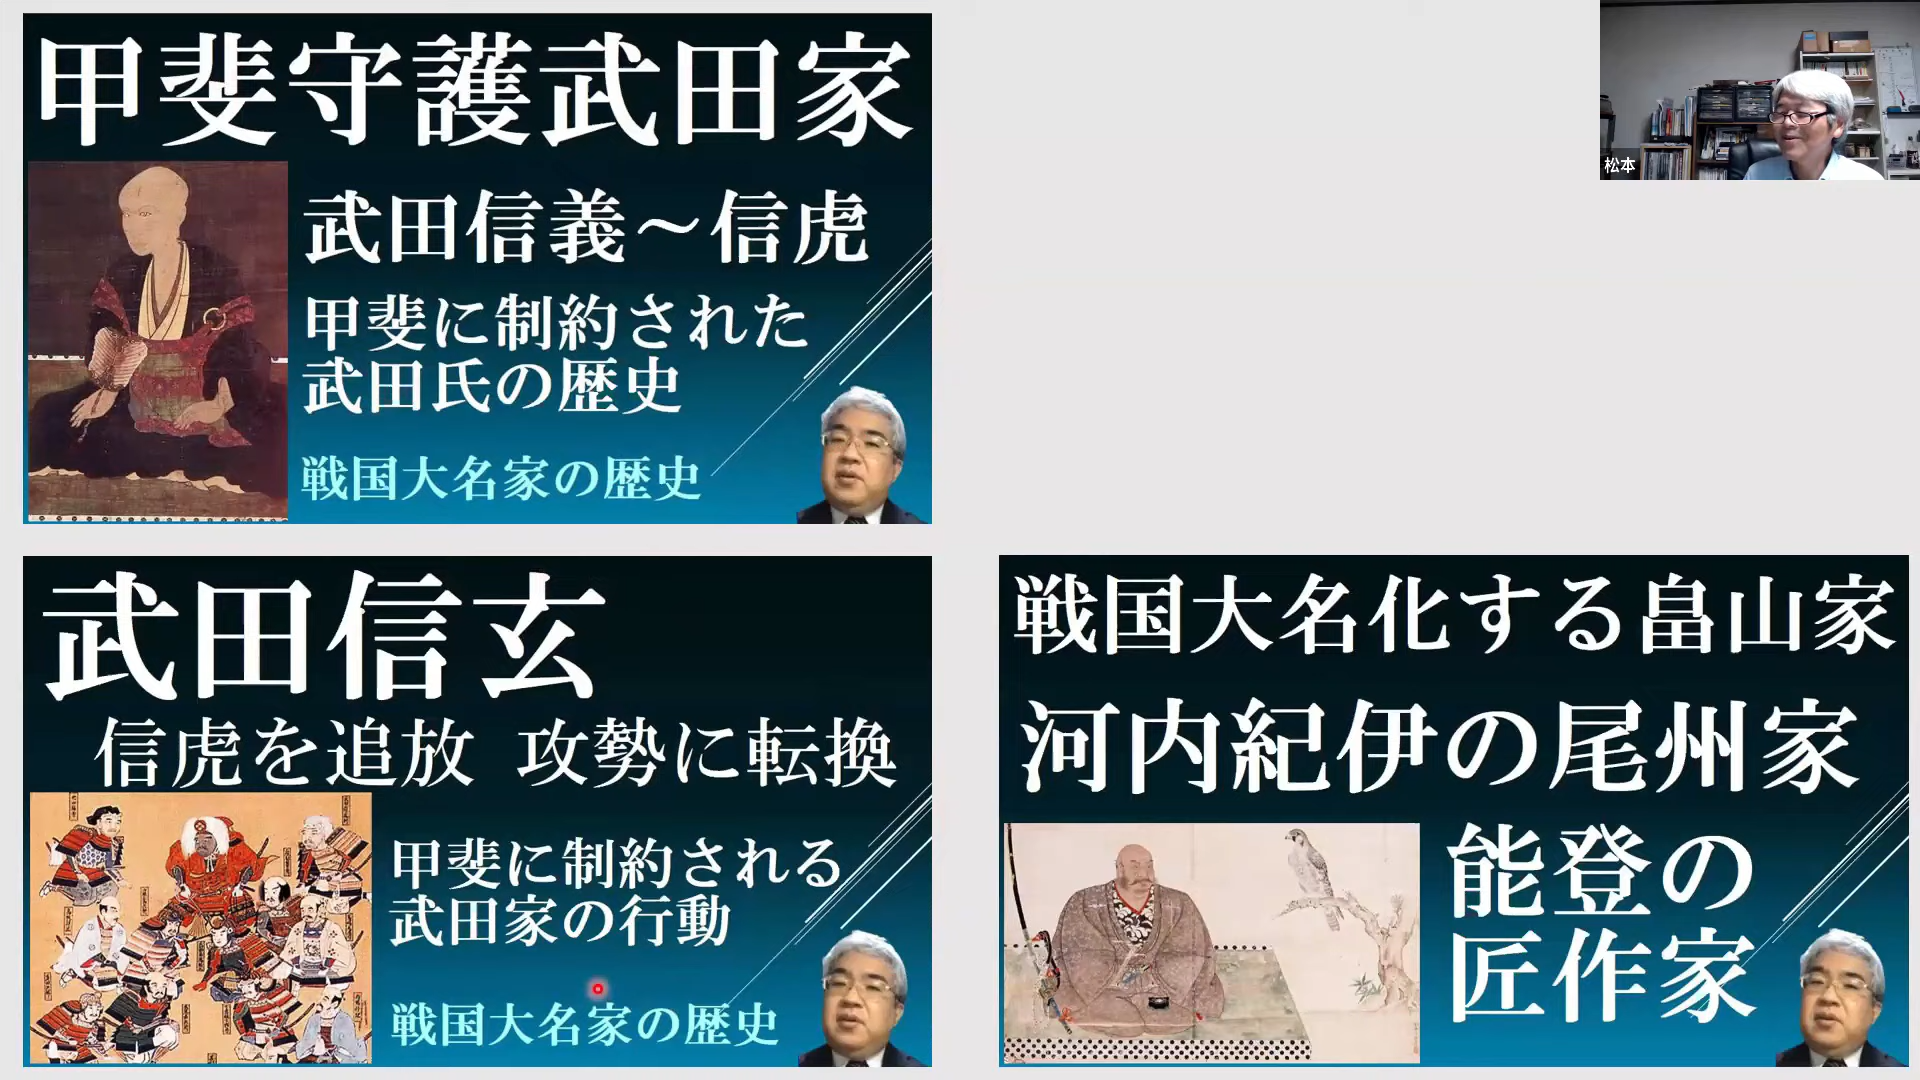 甲斐守護武田家
武田信義～信虎
甲斐に制約された
武田氏の歴史
戦国大名家の歴史
松本
武田信玄
信虎を追放 攻勢に転換
甲斐に制約される
武田家の行動
戦国大名家の歴史
戦国大名化する畠山家
河内紀伊の尾州家
能登の
匠作家